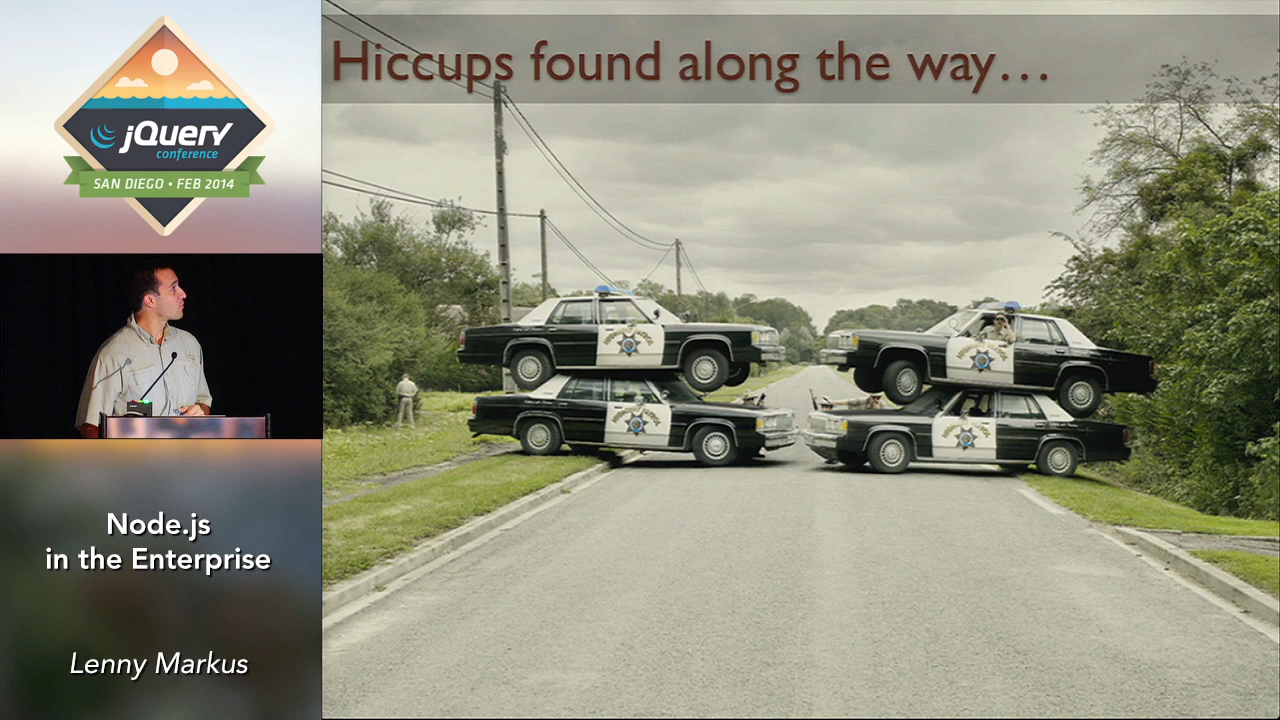 Hiccups found along the way…
jQuery
conference
SAN DIEGO • FEB 2014
Node.js
in the Enterprise
Lenny Markus